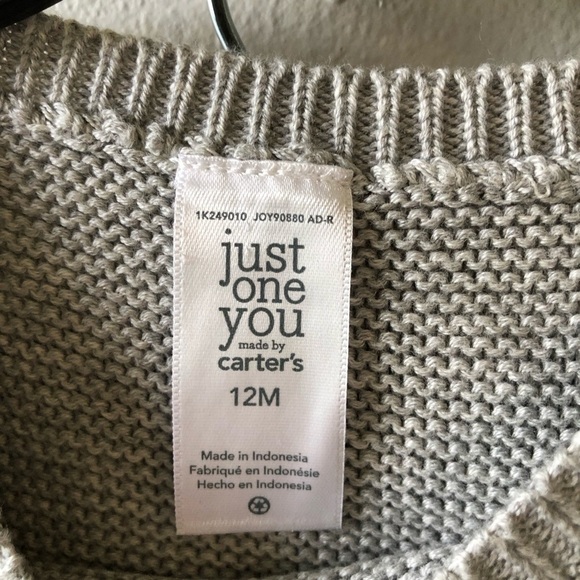 1K249010 JOY90880 AD-R
just
one
you
made by
carter's
12M
Made in Indonesia
Fabriqué en Indonésie
Hecho en Indonesia